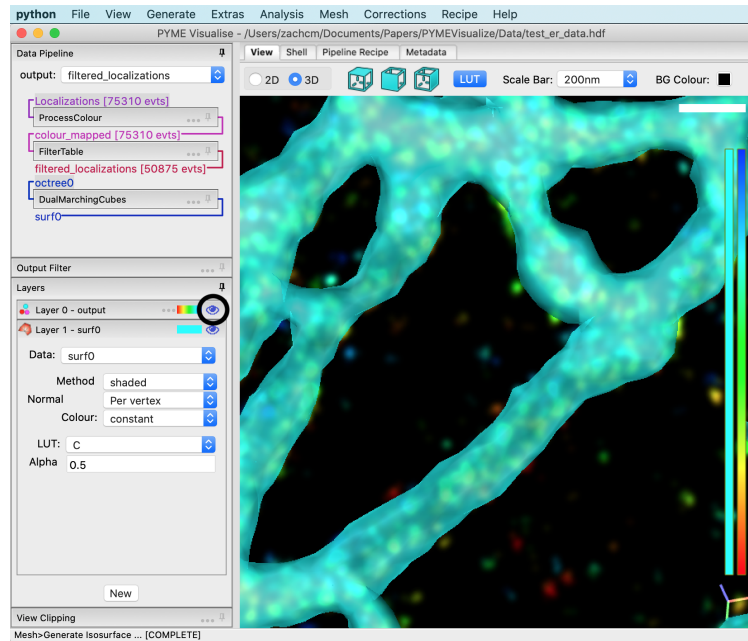 python File View Generate Extras Analysis Mesh Corrections Recipe Help
PYME Visualise - /Users/zachcm/Documents/Papers/PYMEVisualize/Data/test_er_data.hdf
Data Pipeline
View Shell Pipeline Recipe Metadata
output: filtered_localizations
2D 3D LUT Scale Bar: 200nm BG Colour:
Localizations [75310 evts]
ProcessColour
colour_mapped [75310 evts]
FilterTable
filtered_localizations [50875 evts]
octree0
DualMarchingCubes
surf0
Output Filter
Layers
Layer 0 - output
Layer 1 - surf0
Data: surf0
Method shaded
Normal Per vertex
Colour: constant
LUT: C
Alpha 0.5
New
View Clipping
Mesh>Generate Isosurface ... [COMPLETE]